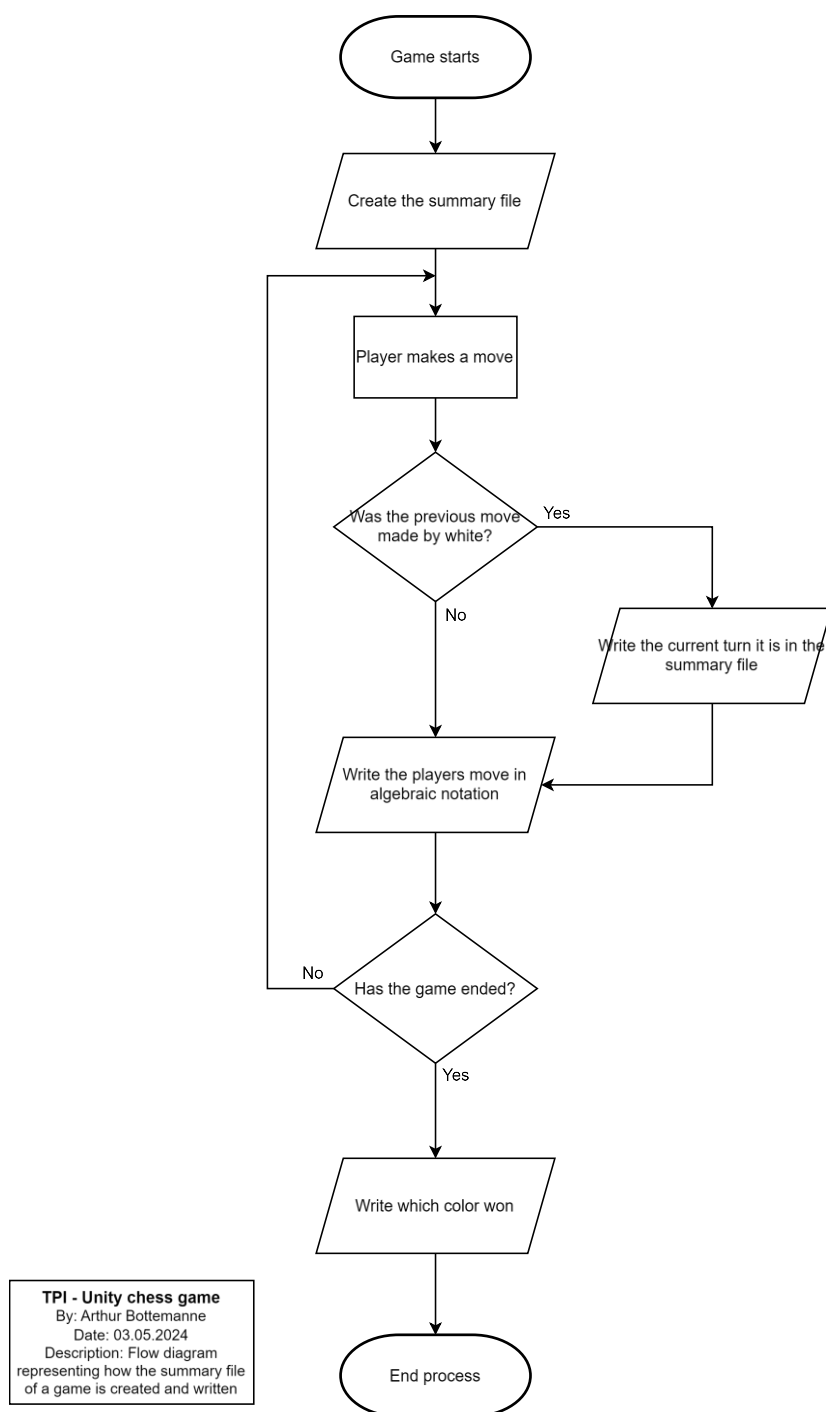 Game starts
Create the summary file
Player makes a move
Was the previous move
made by white?
Yes
No
Write the current turn it is in the
summary file
Write the players move in
algebraic notation
Has the game ended?
No
Yes
Write which color won
End process
TPI - Unity chess game
By: Arthur Bottemanne
Date: 03.05.2024
Description: Flow diagram
representing how the summary file
of a game is created and written